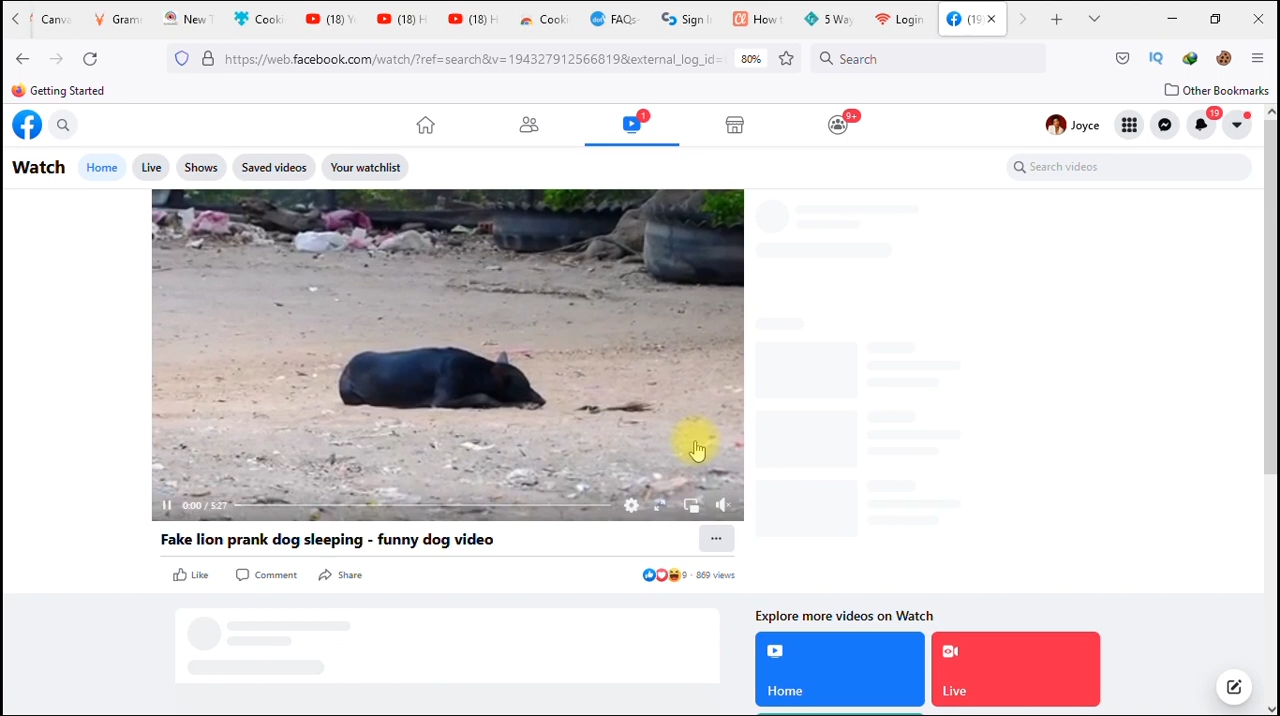 Canva
Gram
New T
Cooki
(18) Y
(18) H
(18) H
Cooki
FAQs-
Sign I
How t
5 Way
Login
(19)
https://web.facebook.com/watch/?ref=search&v=194327912566819&external_log_id=
80%
Search
IQ
Getting Started
Other Bookmarks
1
9+
Joyce
19
Watch
Home
Live
Shows
Saved videos
Your watchlist
Search videos
0:00 / 5:27
Fake lion prank dog sleeping - funny dog video
Like
Comment
Share
9 · 869 views
Explore more videos on Watch
Home
Live